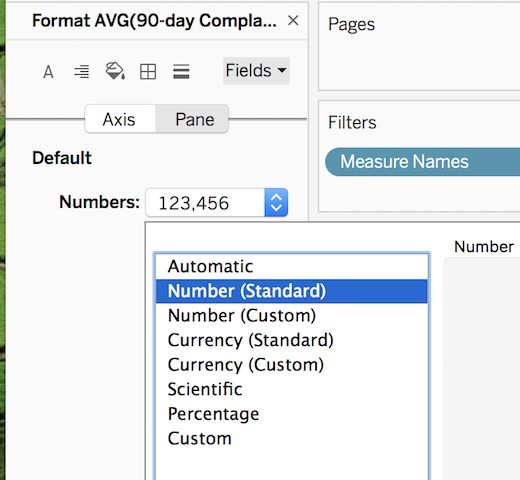 Format AVG(90-day Compla... ×
Pages
A
Fields
Filters
Axis Pane
Measure Names
Default
Numbers: 123,456
Number
Automatic
Number (Standard)
Number (Custom)
Currency (Standard)
Currency (Custom)
Scientific
Percentage
Custom